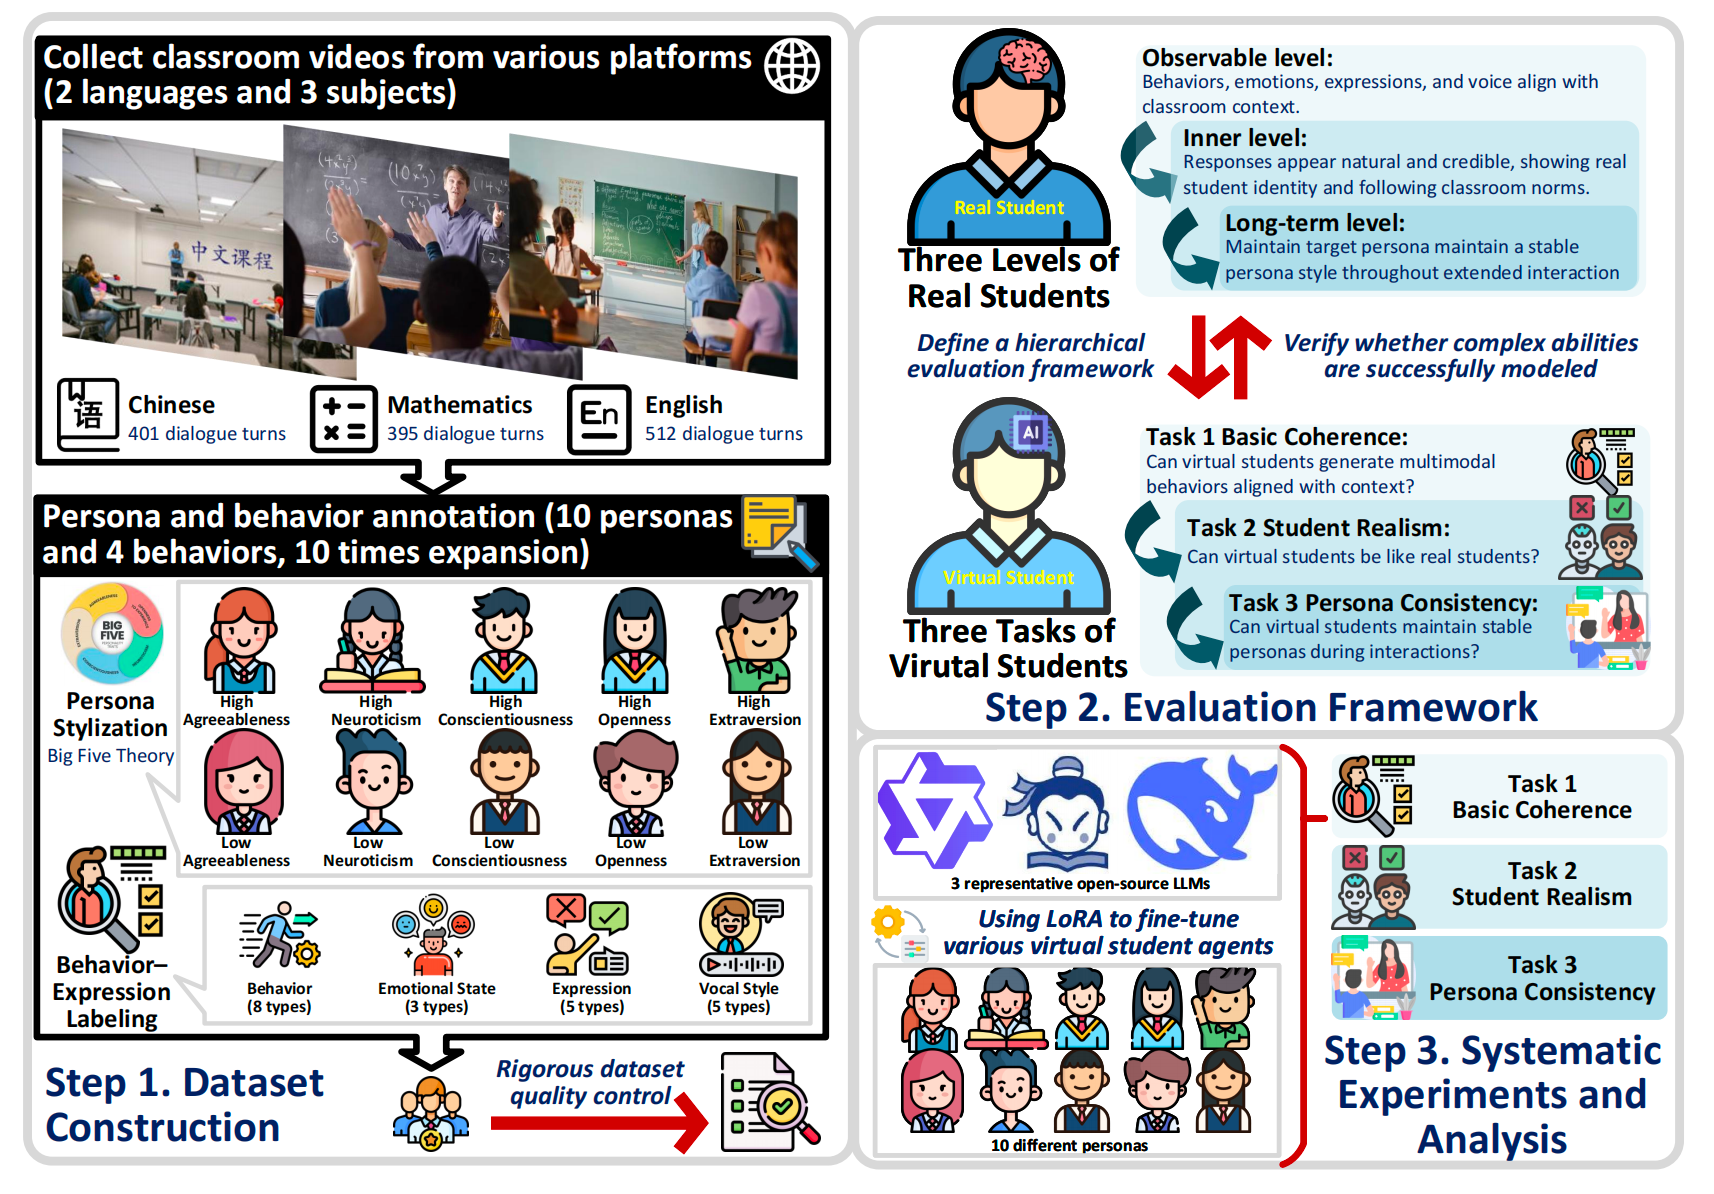 Collect classroom videos from various platforms
(2 languages and 3 subjects)
中文课程
语
Chinese
401 dialogue turns
Mathematics
395 dialogue turns
En
English
512 dialogue turns
Persona and behavior annotation (10 personas
and 4 behaviors, 10 times expansion)
BIG
FIVE
Persona
Stylization
Big Five Theory
High
Agreeableness
High
Neuroticism
High
Conscientiousness
High
Openness
High
Extraversion
Low
Agreeableness
Low
Neuroticism
Low
Conscientiousness
Low
Openness
Low
Extraversion
Behavior–
Expression
Labeling
Behavior
(8 types)
Emotional State
(3 types)
Expression
(5 types)
Vocal Style
(5 types)
Step 1. Dataset
Construction
Rigorous dataset
quality control
Real Student
Three Levels of
Real Students
Observable level:
Behaviors, emotions, expressions, and voice align with
classroom context.
Inner level:
Responses appear natural and credible, showing real
student identity and following classroom norms.
Long-term level:
Maintain target persona maintain a stable
persona style throughout extended interaction
Define a hierarchical
evaluation framework
Verify whether complex abilities
are successfully modeled
AI
Virtual Student
Three Tasks of
Virutal Students
Task 1 Basic Coherence:
Can virtual students generate multimodal
behaviors aligned with context?
Task 2 Student Realism:
Can virtual students be like real students?
Task 3 Persona Consistency:
Can virtual students maintain stable
personas during interactions?
Step 2. Evaluation Framework
3 representative open-source LLMs
Using LoRA to fine-tune
various virtual student agents
10 different personas
Task 1
Basic Coherence
Task 2
Student Realism
Task 3
Persona Consistency
Step 3. Systematic
Experiments and
Analysis